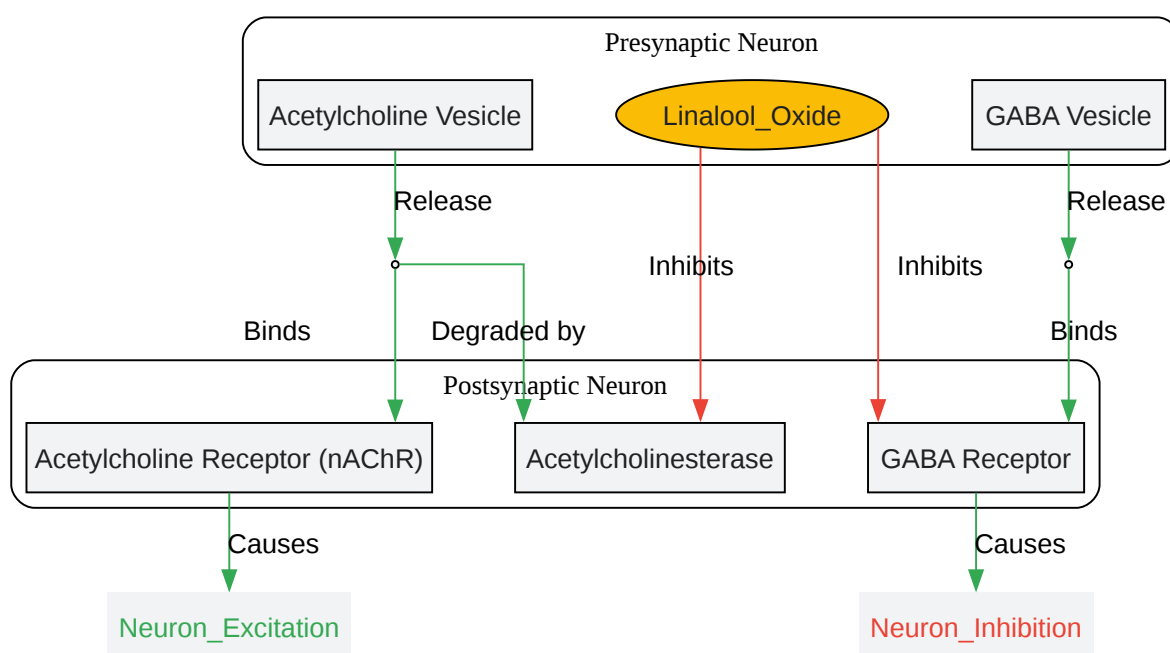 Presynaptic Neuron
Acetylcholine Vesicle
Linalool_Oxide
GABA Vesicle
Release
Release
Inhibits
Inhibits
Binds
Degraded by
Binds
Postsynaptic Neuron
Acetylcholine Receptor (nAChR)
Acetylcholinesterase
GABA Receptor
Causes
Causes
Neuron_Excitation
Neuron_Inhibition